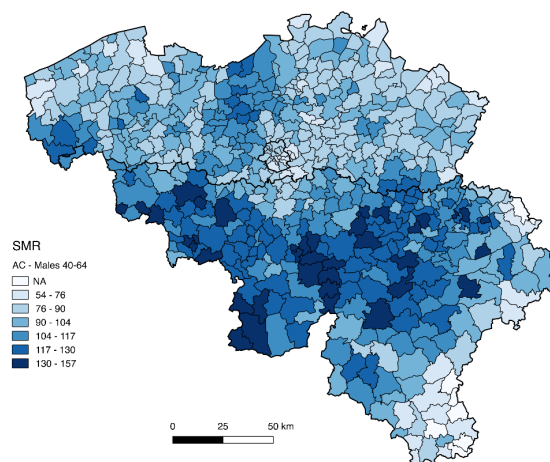 SMR
AC - Males 40-64
NA
54 - 76
76 - 90
90 - 104
104 - 117
117 - 130
130 - 157
0 25 50 km